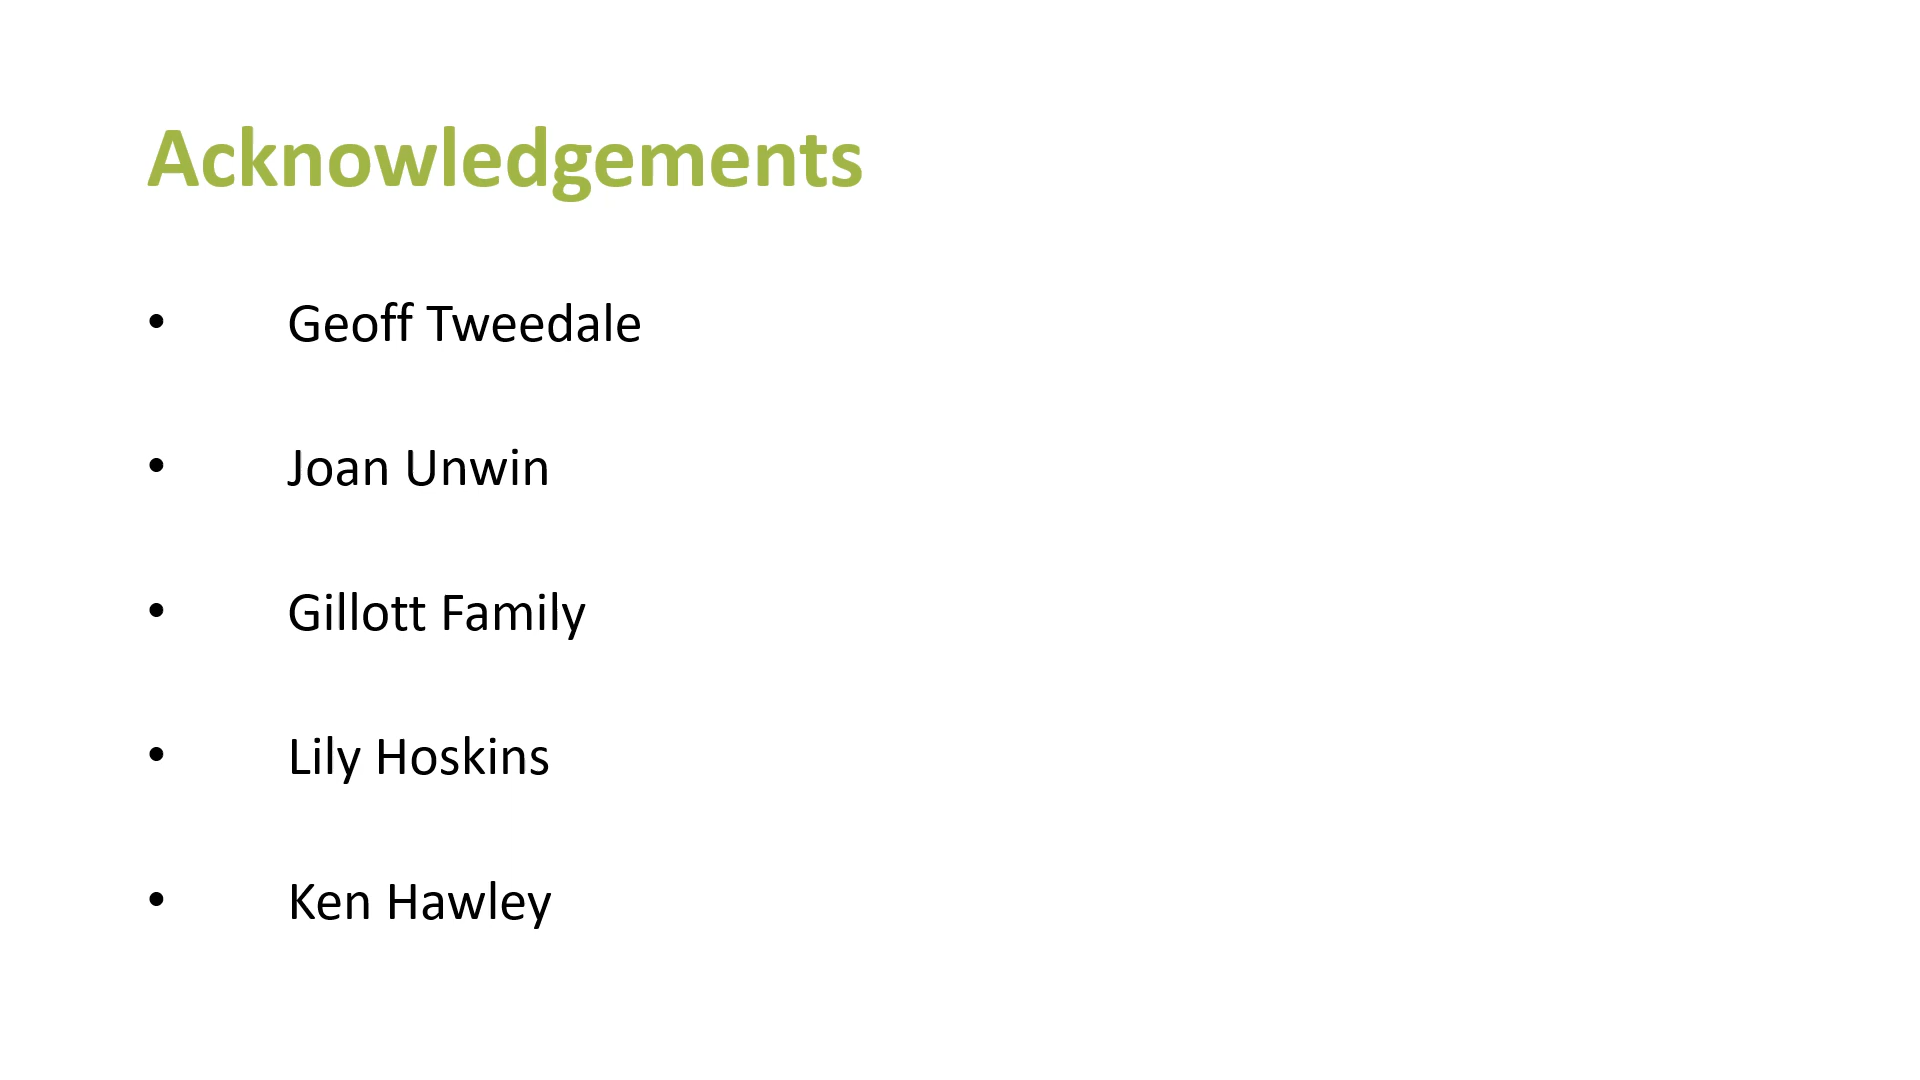 Acknowledgements
• Geoff Tweedale
• Joan Unwin
• Gillott Family
• Lily Hoskins
• Ken Hawley